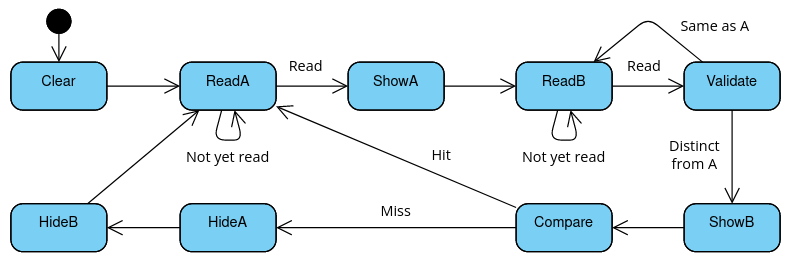 Same as A
Clear
ReadA
Read
ShowA
ReadB
Read
Validate
Not yet read
Not yet read
Hit
Distinct
from A
HideB
HideA
Miss
Compare
ShowB